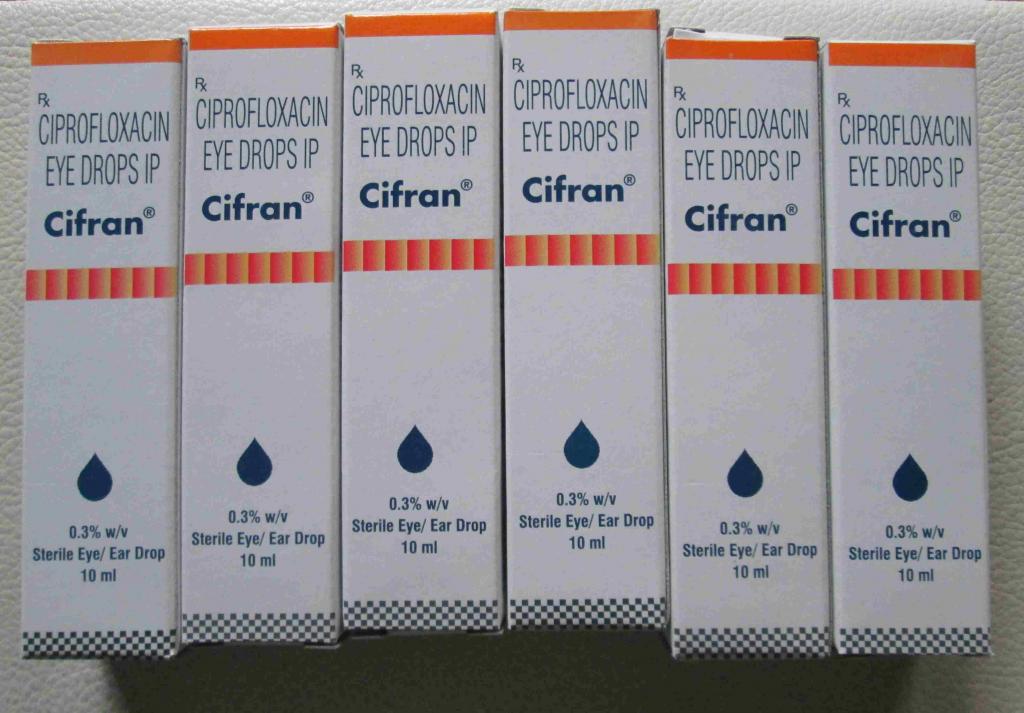 Rx
CIPROFLOXACIN
EYE DROPS IP
Cifran®
0.3% w/v
Sterile Eye/ Ear Drop
10 ml
Rx
CIPROFLOXACIN
EYE DROPS IP
Cifran®
0.3% w/v
Sterile Eye/ Ear Drop
10 ml
Rx
CIPROFLOXACIN
EYE DROPS IP
Cifran®
0.3% w/v
Sterile Eye/ Ear Drop
10 ml
Rx
CIPROFLOXACIN
EYE DROPS IP
Cifran®
0.3% w/v
Sterile Eye/ Ear Drop
10 ml
Rx
CIPROFLOXACIN
EYE DROPS IP
Cifran®
0.3% w/v
Sterile Eye/ Ear Drop
10 ml
Rx
CIPROFLOXACIN
EYE DROPS IP
Cifran®
0.3% w/v
Sterile Eye/ Ear Drop
10 ml